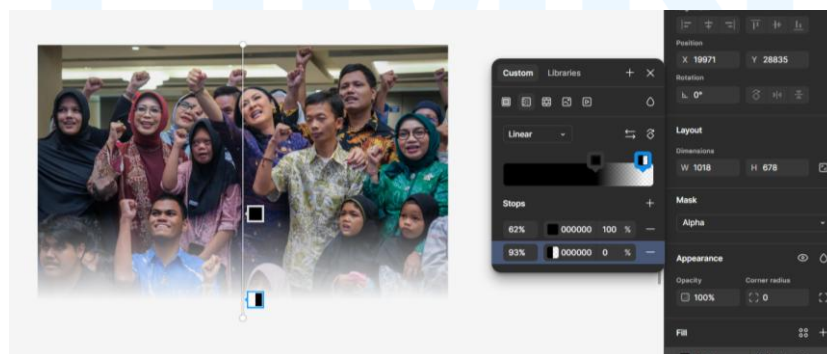 Position
X 19971 Y 28835
Rotation
0°
Layout
Dimensions
W 1018 H 678
Mask
Alpha
Appearance
Opacity Corner radius
100% 0
Fill
Custom Libraries
Linear
Stops
62% 000000 100 %
93% 000000 0 %